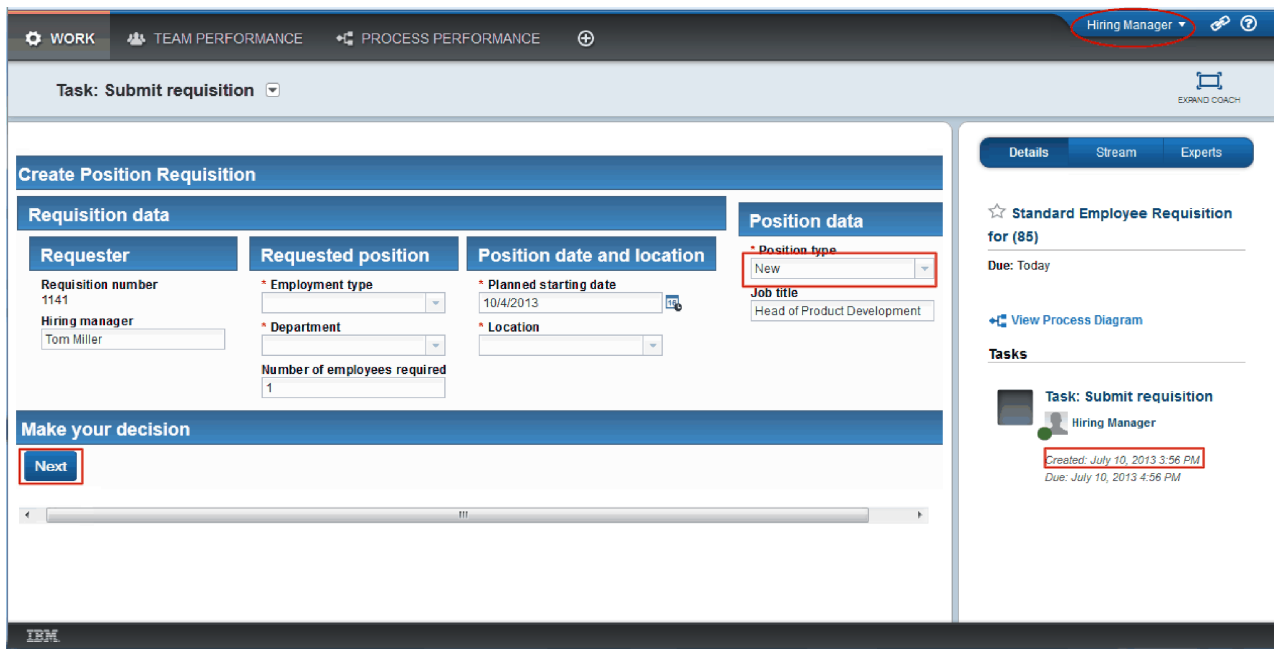 WORK TEAM PERFORMANCE PROCESS PERFORMANCE Hiring Manager
Task: Submit requisition
EXPAND COACH
Create Position Requisition
Requisition data
Requester
Requisition number
1141
Hiring manager
Tom Miller
Requested position
* Employment type
* Department
Number of employees required
1
Position date and location
* Planned starting date
10/4/2013
16
* Location
Position data
* Position type
New
Job title
Head of Product Development
Make your decision
Next
Details Stream Experts
Standard Employee Requisition
for (85)
Due: Today
View Process Diagram
Tasks
Task: Submit requisition
Hiring Manager
Created: July 10, 2013 3:56 PM
Due: July 10, 2013 4:56 PM
IBM